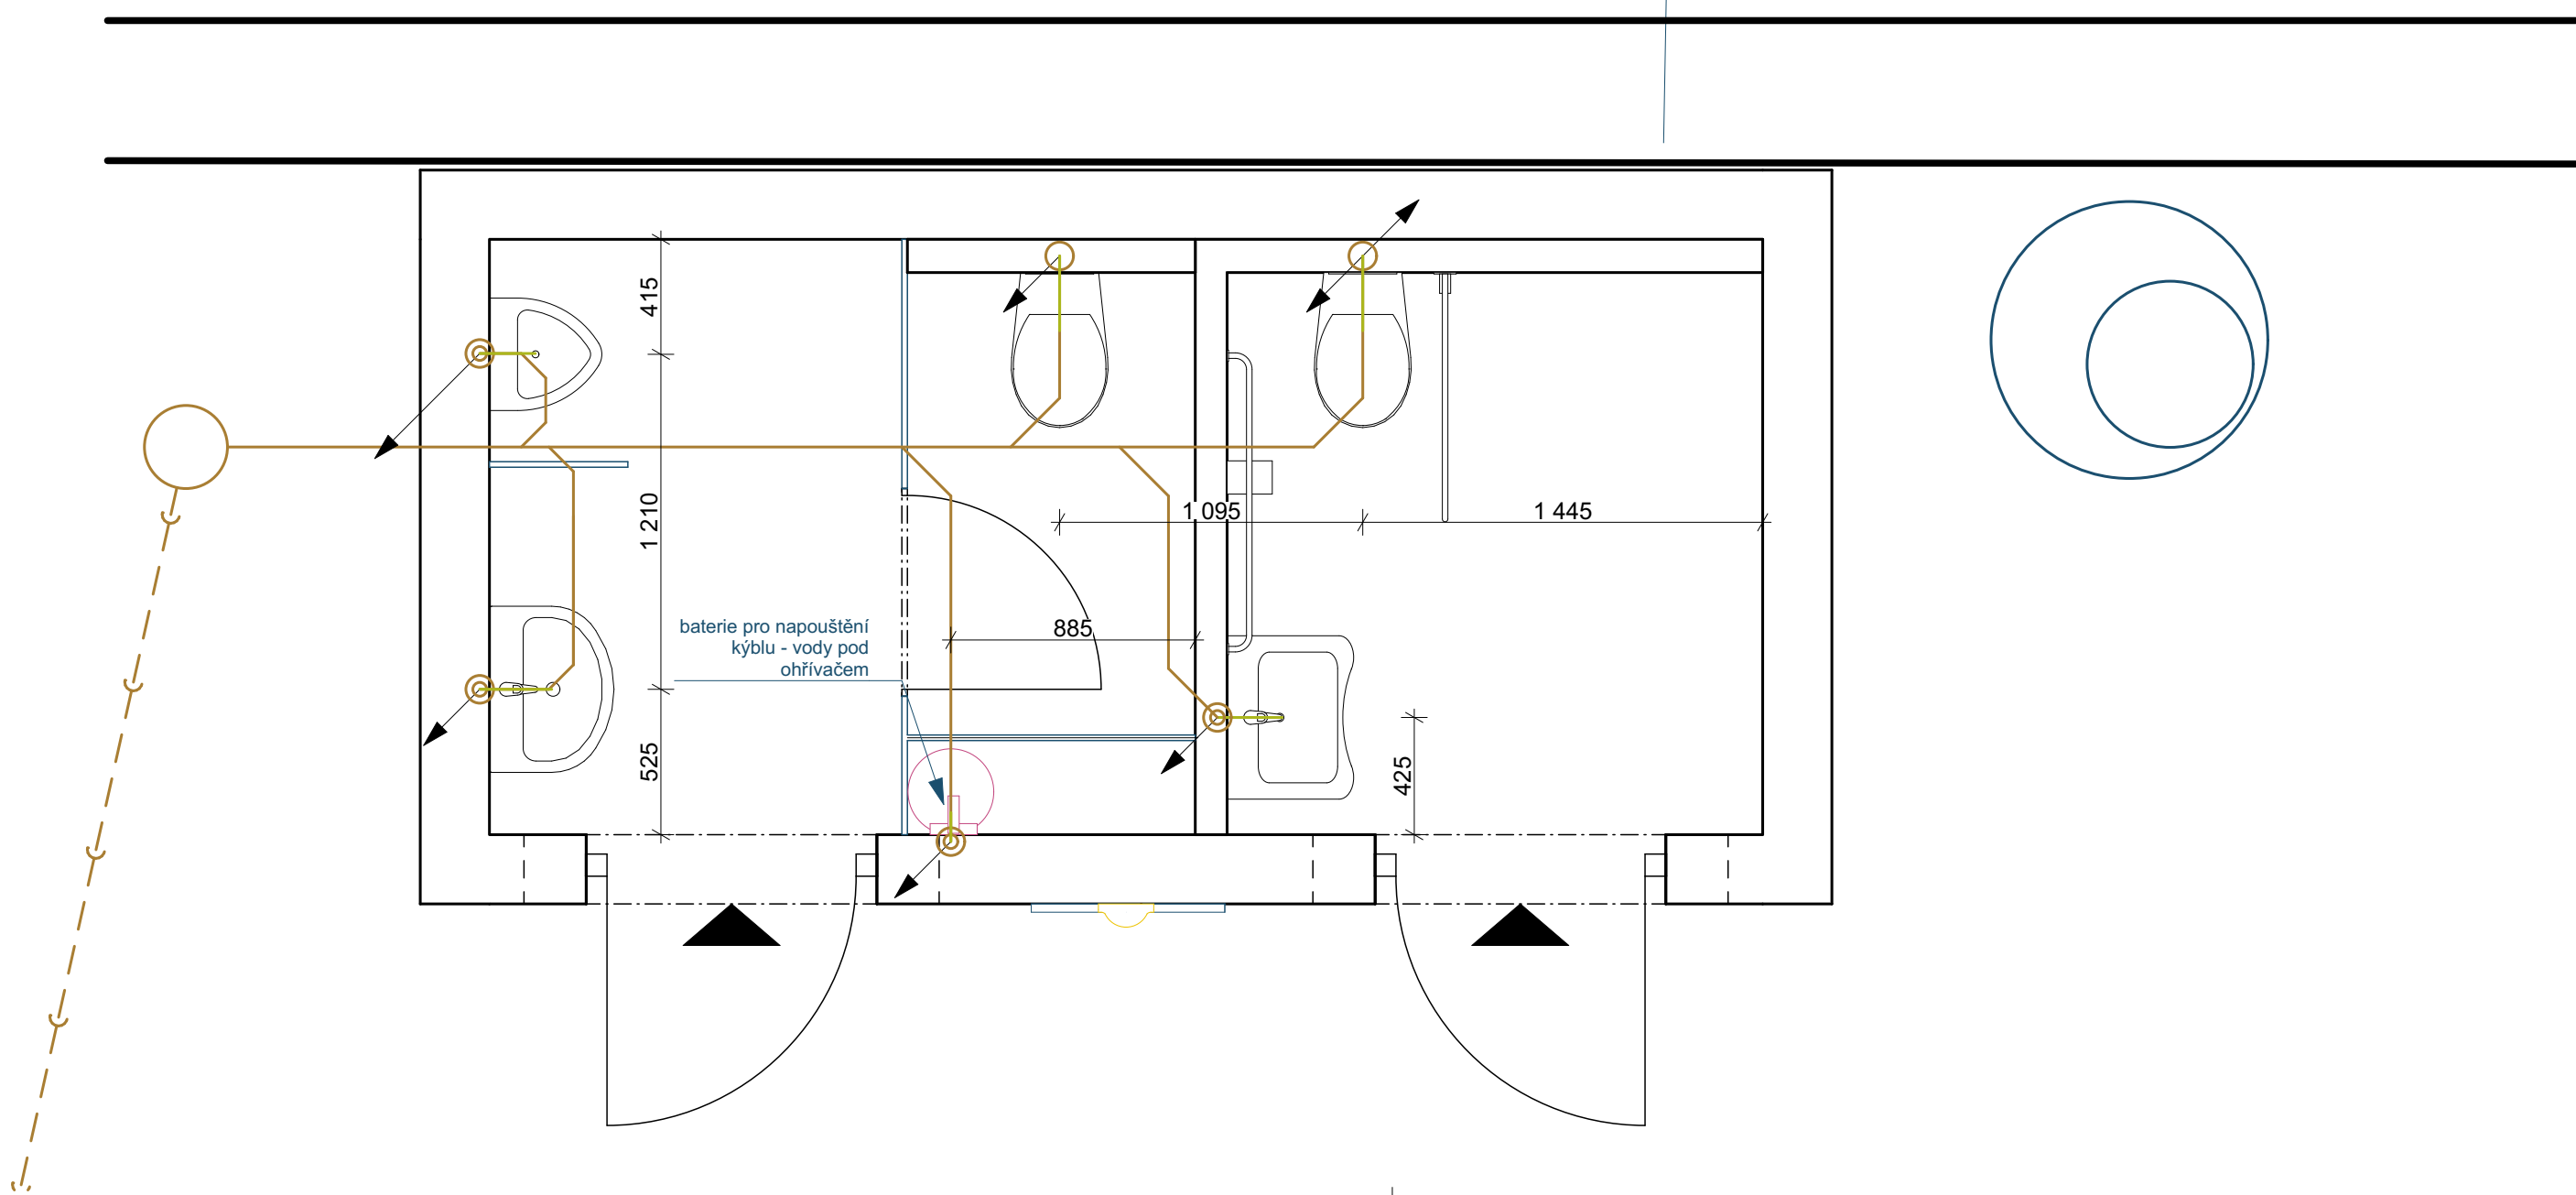 415
1 210
1 095
1 445
baterie pro napouštění
kýblu - vody pod
ohřívačem
885
525
425